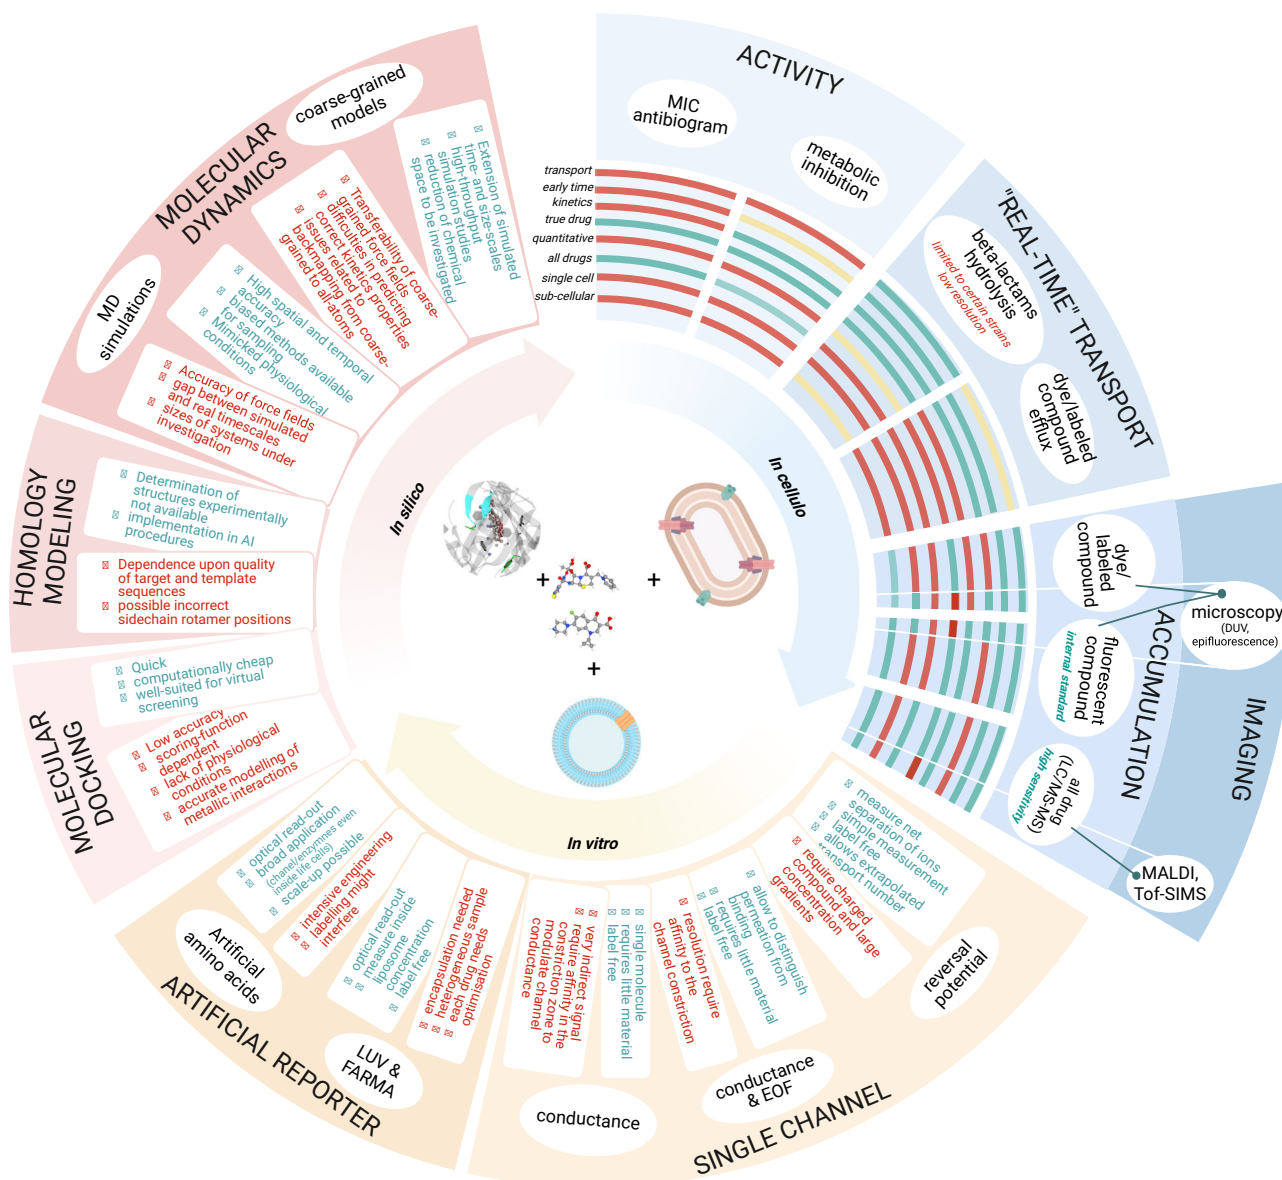 ACTIVITY
MIC
antibiogram
metabolic
inhibition
transport
early time
kinetics
true drug
quantitative
all drugs
single cell
sub-cellular
"REAL-TIME" TRANSPORT
beta-lactams
hydrolysis
limited to certain strains
low resolution
dye/labeled
compound
efflux
ACCUMULATION
dye/
labeled
compound
fluorescent
compound
internal standard
all drug
(LC/MS-MS)
high sensitivity
IMAGING
microscopy
(DUV,
epifluorescence)
MALDI,
Tof-SIMS
In cellulo
In silico
In vitro
+
+
+
SINGLE CHANNEL
reversal
potential
measure net
separation of ions
simple measurement
label free
allows extrapolated
transport number
require charged
compound and large
concentration
gradients
conductance
& EOF
allow to distinguish
permeation from
binding
requires little material
label free
resolution require
affinity to the
channel constriction
conductance
single molecule
requires little material
label free
very indirect signal
require affinity in the
constriction zone to
modulate channel
conductance
ARTIFICIAL REPORTER
LUV &
FARMA
encapsulation needed
heterogeneous sample
each drug needs
optimisation
optical read-out
measure inside
liposome
concentration
label free
Artificial
amino acids
intensive engineering
labelling might
interfere
optical read-out
broad application
(chanel/enzymnes even
inside life cells)
scale-up possible
MOLECULAR
DOCKING
Quick
computationally cheap
well-suited for virtual
screening
Low accuracy
scoring-function
dependent
lack of physiological
conditions
accurate modelling of
metallic interactions
HOMOLOGY
MODELING
Determination of
structures experimentally
not available
implementation in AI
procedures
Dependence upon quality
of target and template
sequences
possible incorrect
sidechain rotamer positions
MOLECULAR
DYNAMICS
MD
simulations
High spatial and temporal
accuracy
biased methods available
for sampling
Mimicked physiological
conditions
Accuracy of force fields
gap between simulated
and real timescales
sizes of systems under
investigation
coarse-grained
models
Extension of simulated
time- and size-scales
high-throughput
simulation studies
reduction of chemical
space to be investigated
Transferability of coarse-
grained force fields
difficulties in predicting
correct kinetics properties
issues related to
backmapping from coarse-
grained to all-atoms